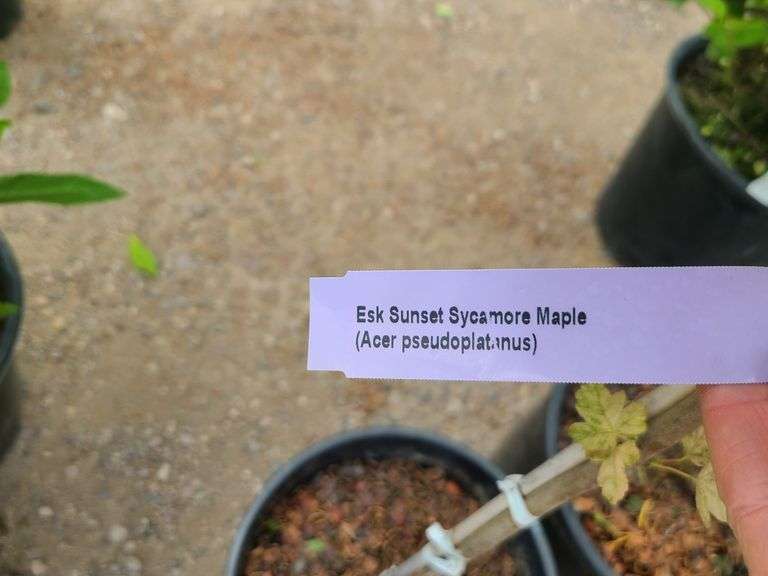 Esk Sunset Sycamore Maple
(Acer pseudoplatanus)